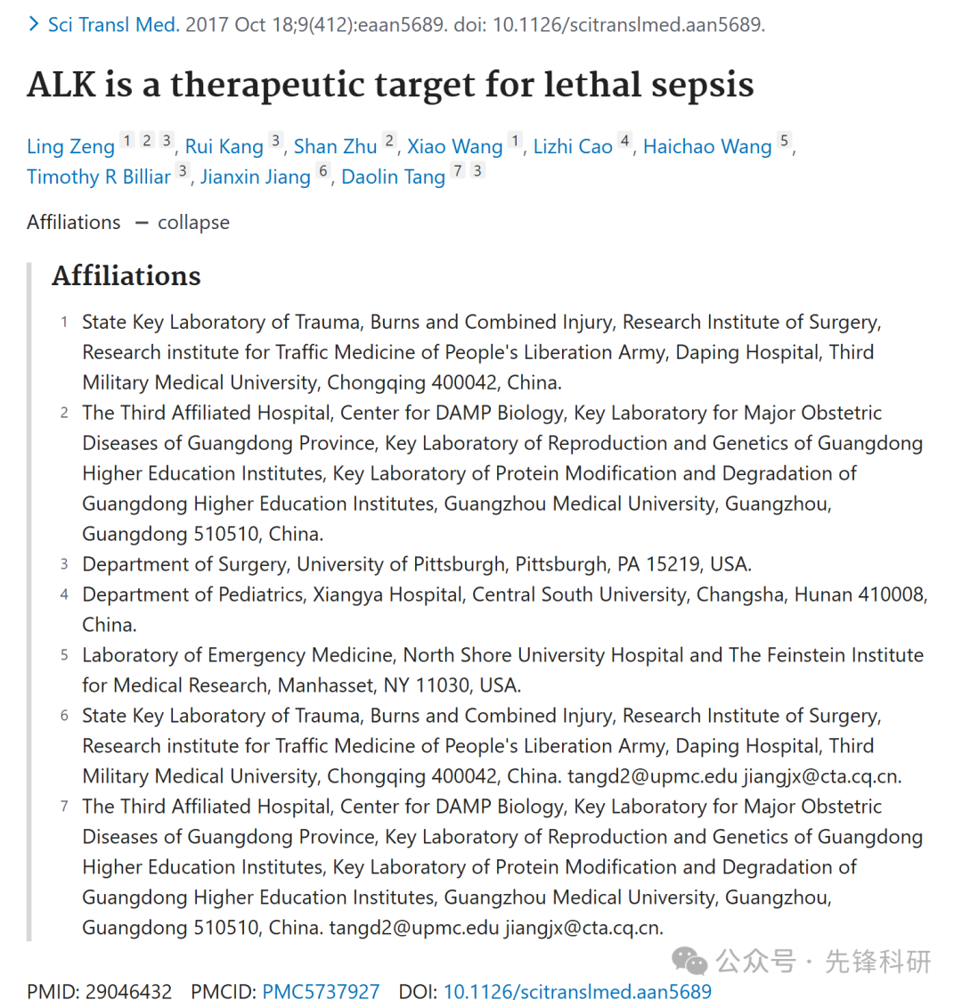 Sci Transl Med. 2017 Oct 18;9(412):eaan5689. doi: 10.1126/scitranslmed.aan5689.
ALK is a therapeutic target for lethal sepsis
Ling Zeng 1 2 3, Rui Kang 3, Shan Zhu 2, Xiao Wang 1, Lizhi Cao 4, Haichao Wang 5,
Timothy R Billiar 3, Jianxin Jiang 6, Daolin Tang 7 3
Affiliations — collapse
Affiliations
1 State Key Laboratory of Trauma, Burns and Combined Injury, Research Institute of Surgery,
Research institute for Traffic Medicine of People's Liberation Army, Daping Hospital, Third
Military Medical University, Chongqing 400042, China.
2 The Third Affiliated Hospital, Center for DAMP Biology, Key Laboratory for Major Obstetric
Diseases of Guangdong Province, Key Laboratory of Reproduction and Genetics of Guangdong
Higher Education Institutes, Key Laboratory of Protein Modification and Degradation of
Guangdong Higher Education Institutes, Guangzhou Medical University, Guangzhou,
Guangdong 510510, China.
3 Department of Surgery, University of Pittsburgh, Pittsburgh, PA 15219, USA.
4 Department of Pediatrics, Xiangya Hospital, Central South University, Changsha, Hunan 410008,
China.
5 Laboratory of Emergency Medicine, North Shore University Hospital and The Feinstein Institute
for Medical Research, Manhasset, NY 11030, USA.
6 State Key Laboratory of Trauma, Burns and Combined Injury, Research Institute of Surgery,
Research institute for Traffic Medicine of People's Liberation Army, Daping Hospital, Third
Military Medical University, Chongqing 400042, China. tangd2@upmc.edu jiangjx@cta.cq.cn.
7 The Third Affiliated Hospital, Center for DAMP Biology, Key Laboratory for Major Obstetric
Diseases of Guangdong Province, Key Laboratory of Reproduction and Genetics of Guangdong
Higher Education Institutes, Key Laboratory of Protein Modification and Degradation of
Guangdong Higher Education Institutes, Guangzhou Medical University, Guangzhou,
Guangdong 510510, China. tangd2@upmc.edu jiangjx@cta.cq.cn.
公众号 · 先锋科研
PMID: 29046432 PMCID: PMC5737927 DOI: 10.1126/scitranslmed.aan5689